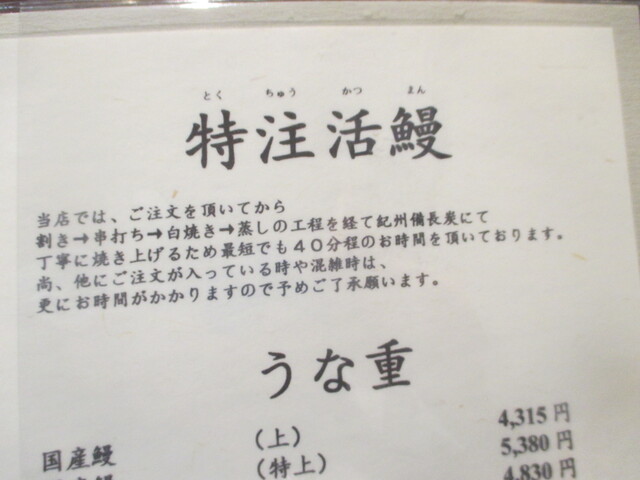 とく ちゅう かつ まん
特注活鰻
当店では、ご注文を頂いてから
割き→串打ち→白焼き→蒸しの工程を経て紀州備長炭にて
丁寧に焼き上げるため最短でも４０分程のお時間を頂いております。
尚、他にご注文が入っている時や混雑時は、
更にお時間がかかりますので予めご了承願います。
うな重
4,315円
国産鰻 (上) 5,380円
(特上) 4,830円